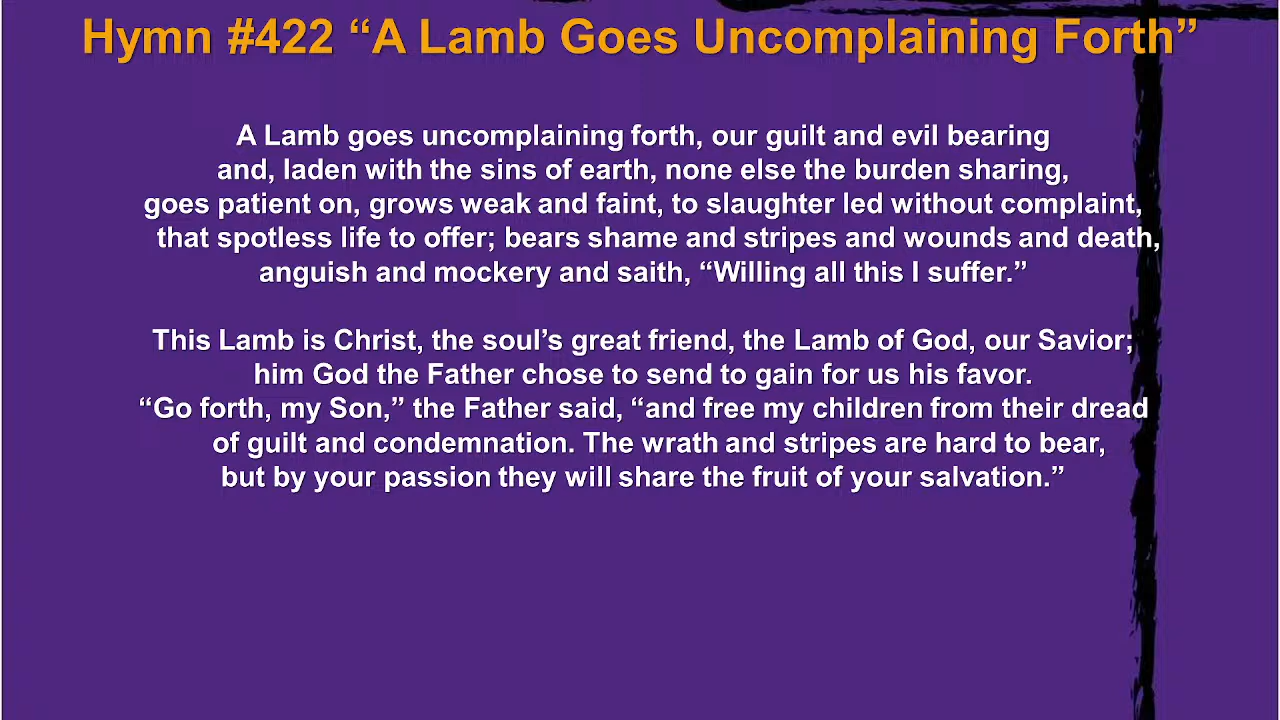 Hymn #422 “A Lamb Goes Uncomplaining Forth”
A Lamb goes uncomplaining forth, our guilt and evil bearing
and, laden with the sins of earth, none else the burden sharing,
goes patient on, grows weak and faint, to slaughter led without complaint,
that spotless life to offer; bears shame and stripes and wounds and death,
anguish and mockery and saith, “Willing all this I suffer.”
This Lamb is Christ, the soul’s great friend, the Lamb of God, our Savior;
him God the Father chose to send to gain for us his favor.
“Go forth, my Son,” the Father said, “and free my children from their dread
of guilt and condemnation. The wrath and stripes are hard to bear,
but by your passion they will share the fruit of your salvation.”